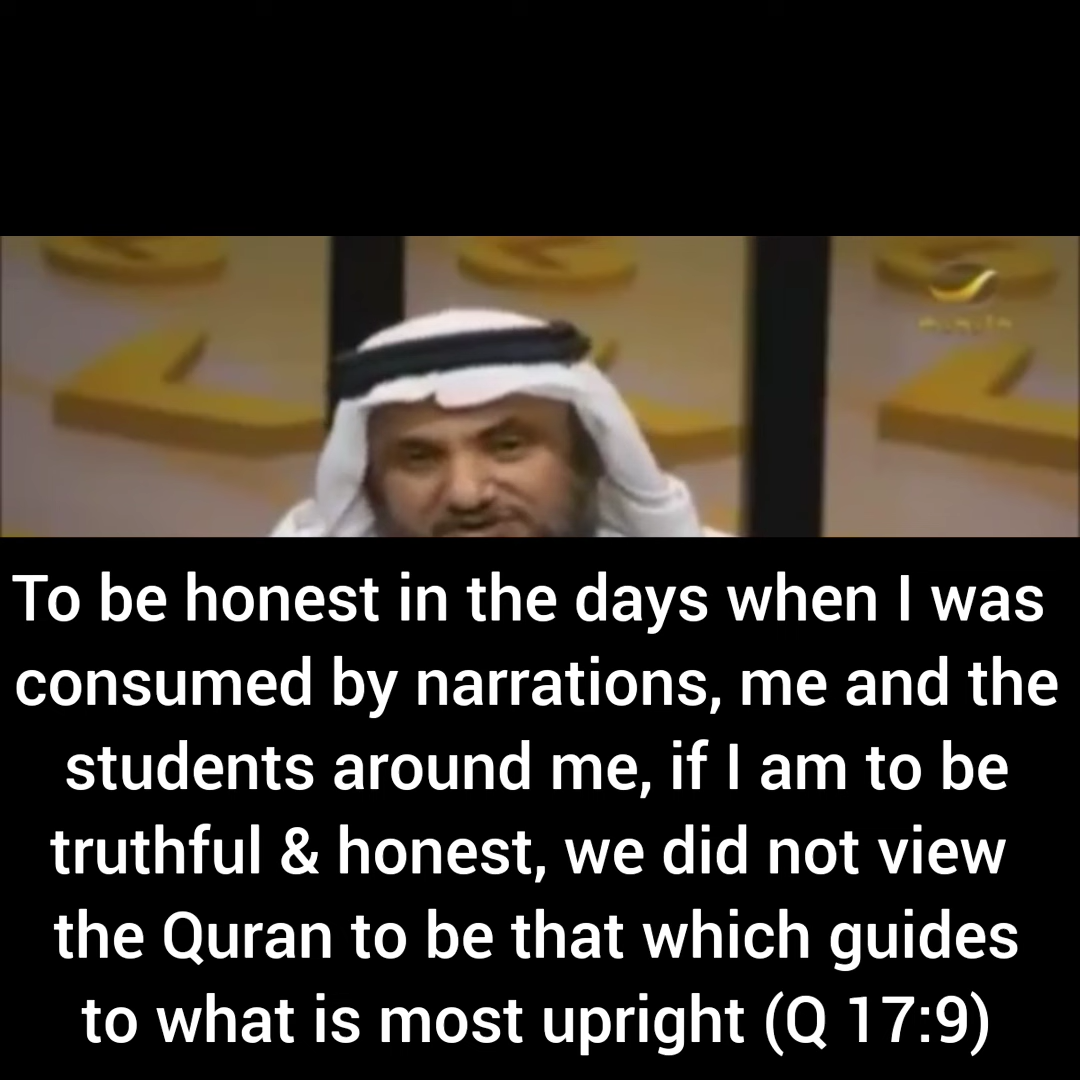 To be honest in the days when I was
consumed by narrations, me and the
students around me, if I am to be
truthful & honest, we did not view
the Quran to be that which guides
to what is most upright (Q 17:9)